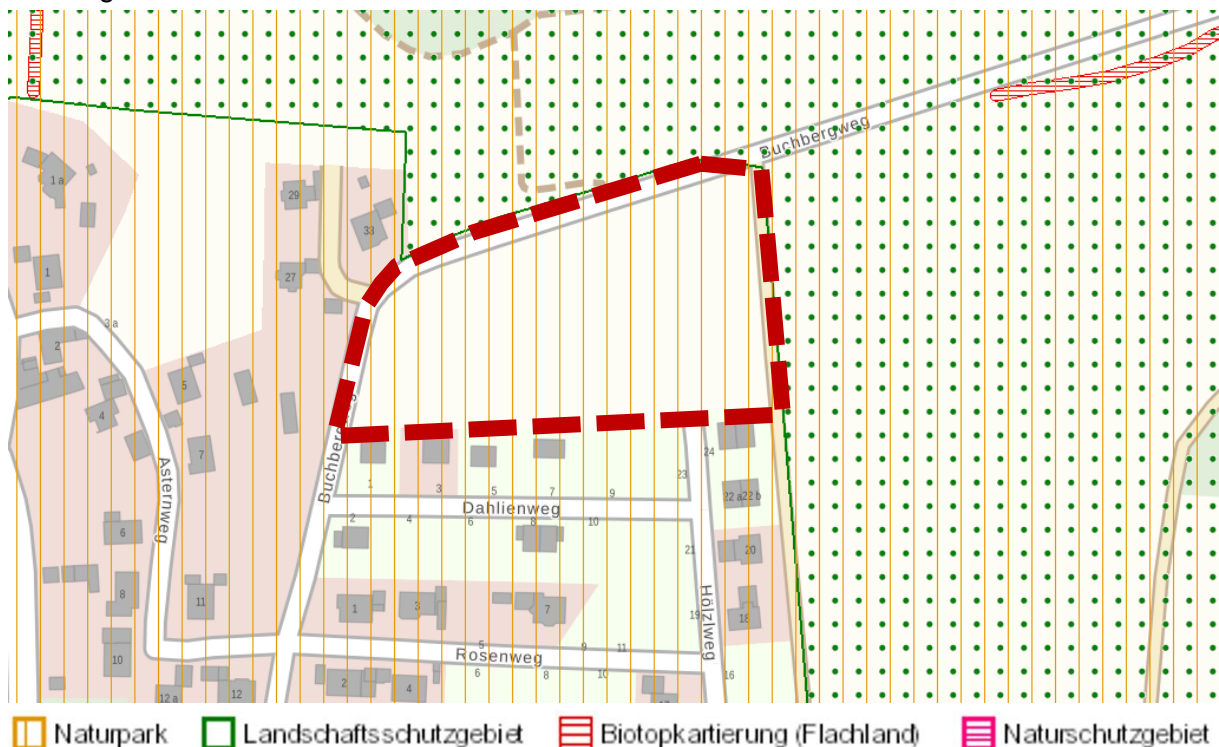 Buchbergweg
1 a
29
33
1
27
3 a
2
5
4
7
Asternweg
24
23
22 a
22 b
1
3
5
7
9
Dahlienweg
2
4
6
8
10
6
21
20
8
11
1
3
7
Hölzlweg
19
18
5
9
11
Rosenweg
10
6
8
10
16
2
4
12 a
12
Naturpark
Landschaftsschutzgebiet
Biotopkartierung (Flachland)
Naturschutzgebiet